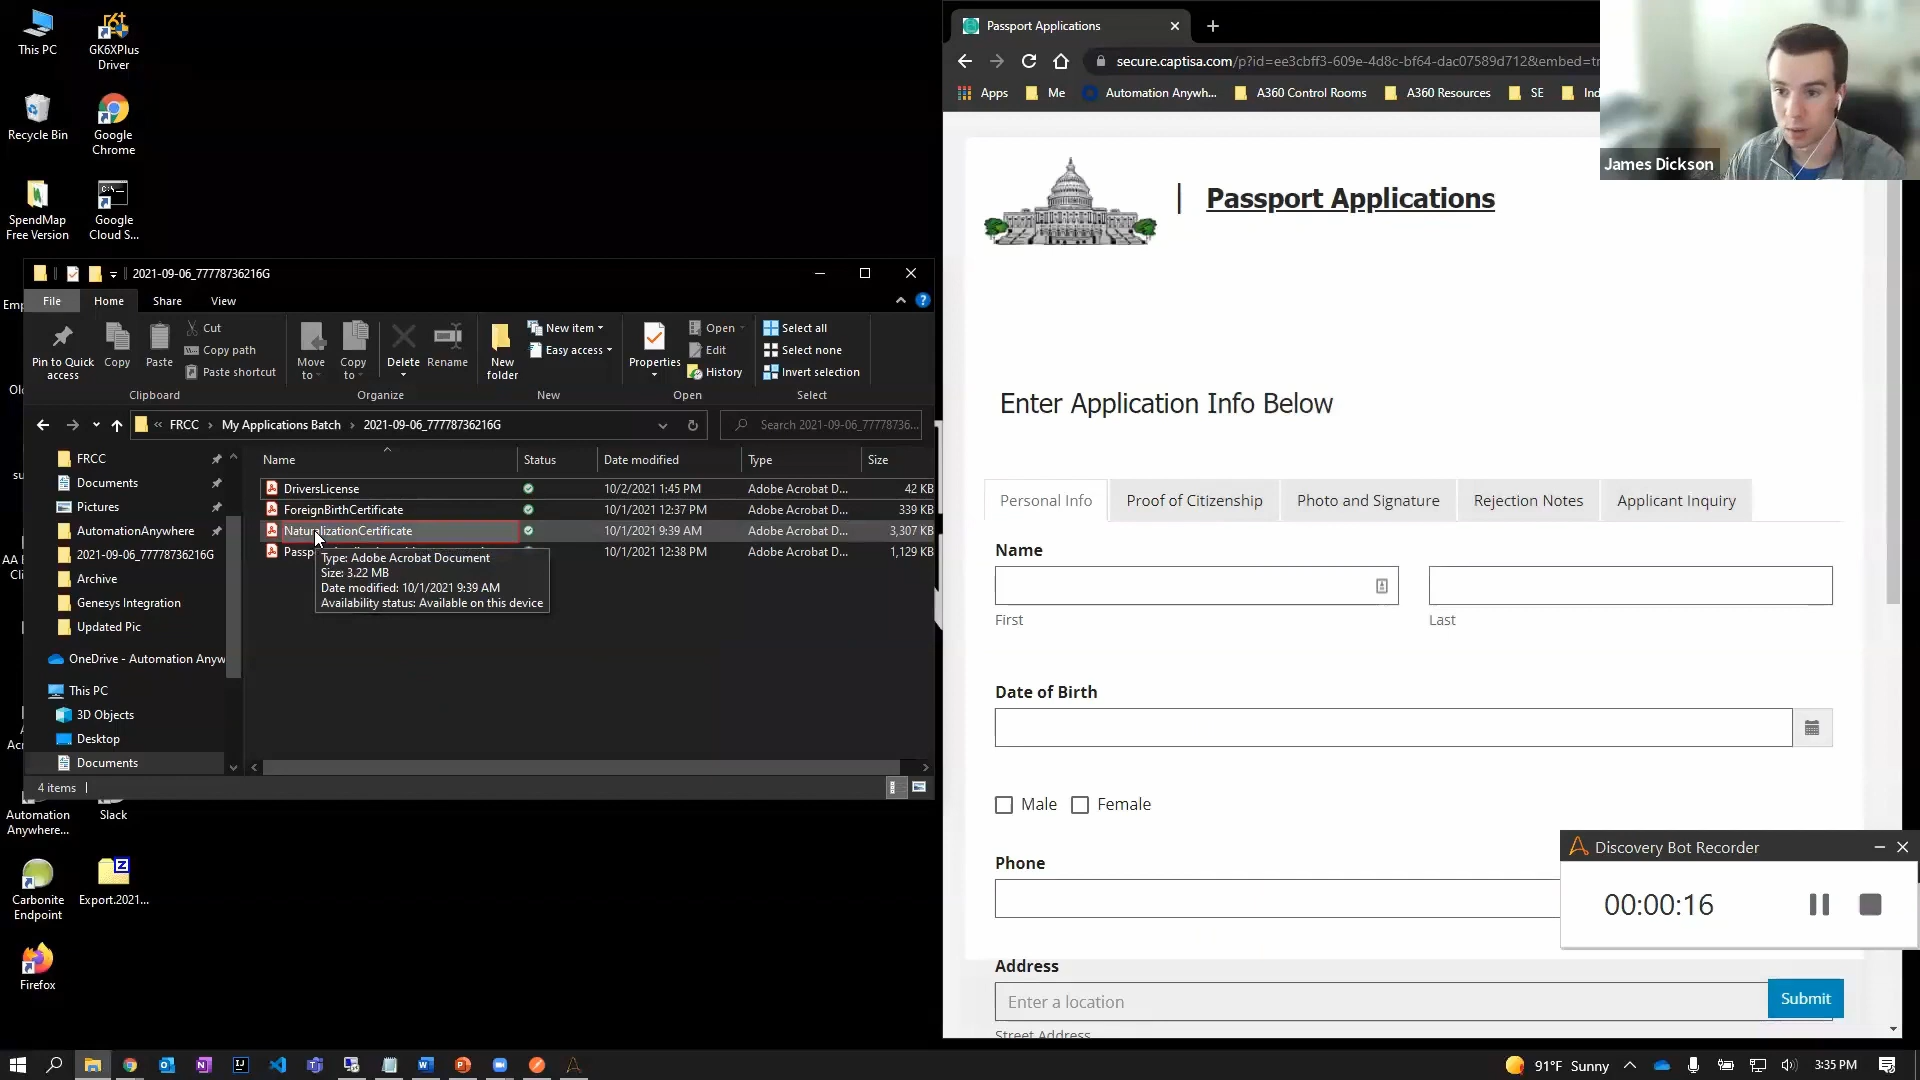 This PC
GK6XPlus
Driver
Recycle Bin
Google
Chrome
SpendMap
Free Version
Google
Cloud S...
Emp
Old
su
AA E
Cli
Acr
Automation
Anywhere...
Slack
Carbonite
Endpoint
Export.2021...
Firefox
2021-09-06_77778736216G
File
Home
Share
View
Pin to Quick
access
Copy
Paste
Cut
Copy path
Paste shortcut
Clipboard
Move
to
Copy
to
Delete
Rename
Organize
New
folder
New item
Easy access
New
Properties
Open
Edit
History
Open
Select all
Select none
Invert selection
Select
« FRCC › My Applications Batch › 2021-09-06_77778736216G
Search 2021-09-06_77778736...
FRCC
Documents
Pictures
AutomationAnywhere
2021-09-06_77778736216G
Archive
Genesys Integration
Updated Pic
OneDrive - Automation Anyw
This PC
3D Objects
Desktop
Documents
Name Status Date modified Type Size
DriversLicense 10/2/2021 1:45 PM Adobe Acrobat D... 42 KB
ForeignBirthCertificate 10/1/2021 12:37 PM Adobe Acrobat D... 339 KB
NaturalizationCertificate 10/1/2021 9:39 AM Adobe Acrobat D... 3,307 KB
Passp 10/1/2021 12:38 PM Adobe Acrobat D... 1,129 KB
Type: Adobe Acrobat Document
Size: 3.22 MB
Date modified: 10/1/2021 9:39 AM
Availability status: Available on this device
4 items
Passport Applications
secure.captisa.com/p?id=ee3cbff3-609e-4d8c-bf64-dac07589d712&embed=tr
Apps
Me
Automation Anywh...
A360 Control Rooms
A360 Resources
SE
Ind
James Dickson
| Passport Applications
Enter Application Info Below
Personal Info
Proof of Citizenship
Photo and Signature
Rejection Notes
Applicant Inquiry
Name
First
Last
Date of Birth
Male
Female
Phone
Address
Enter a location
Street Address
Submit
Discovery Bot Recorder
00:00:16
91°F Sunny
3:35 PM